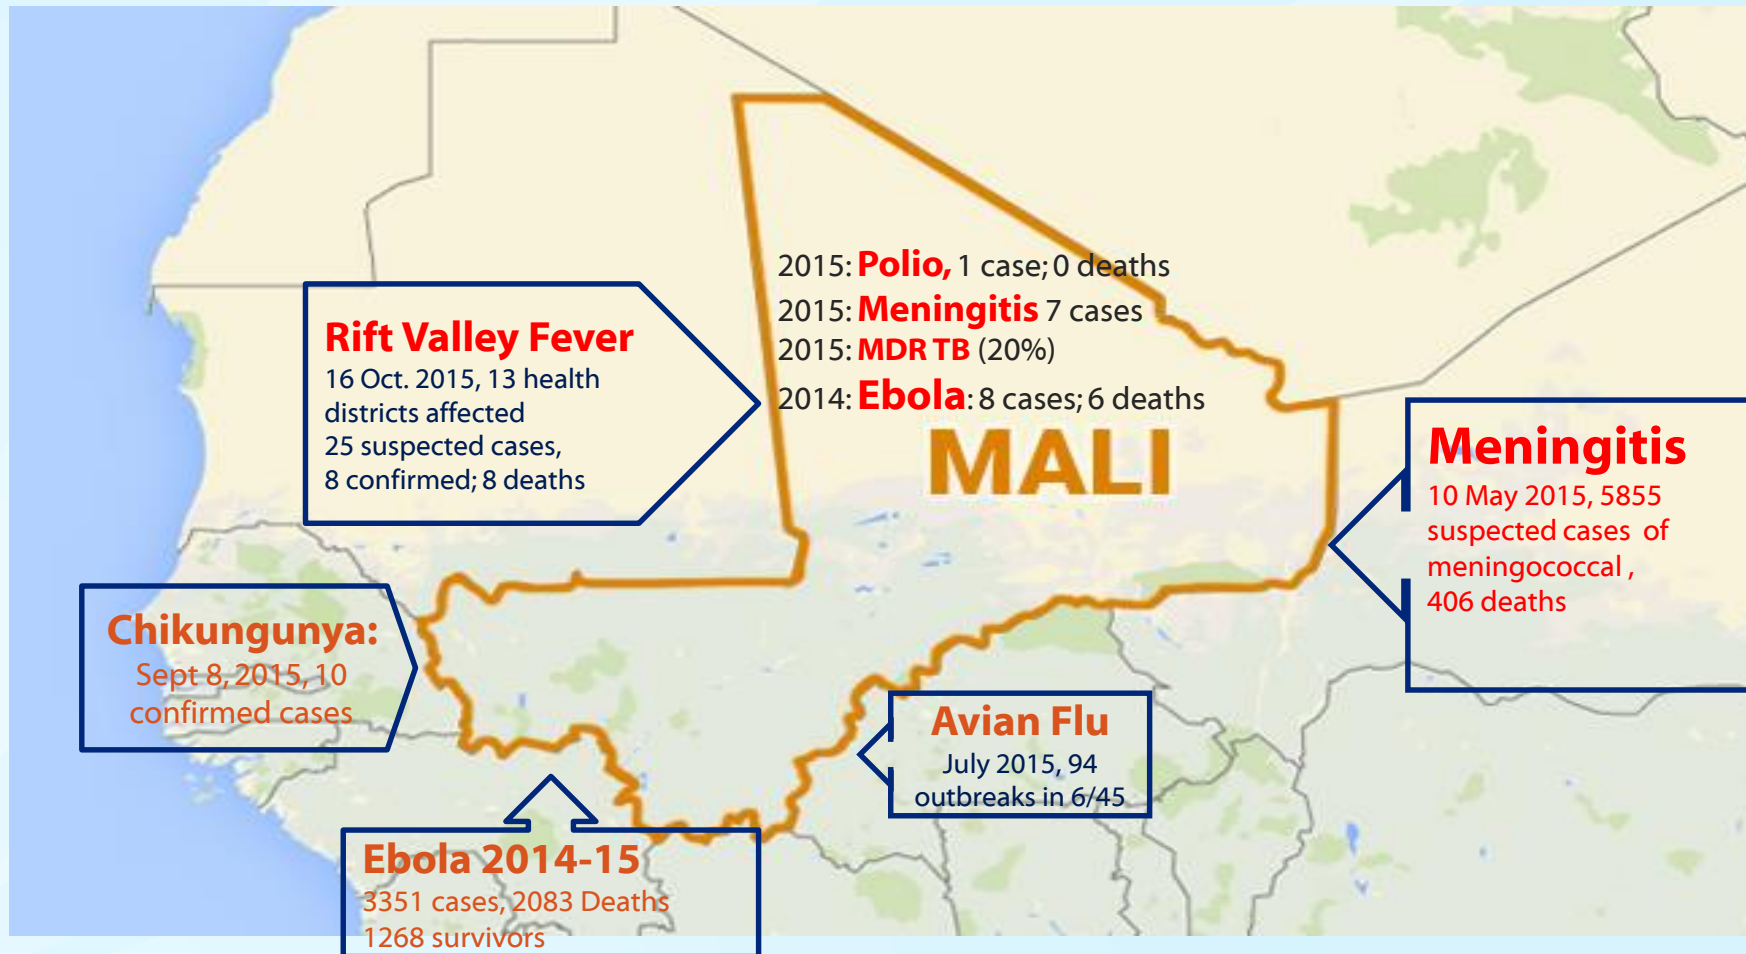 2015: Polio, 1 case; 0 deaths
2015: Meningitis 7 cases
2015: MDR TB (20%)
2014: Ebola: 8 cases; 6 deaths
MALI
Rift Valley Fever
16 Oct. 2015, 13 health
districts affected
25 suspected cases,
8 confirmed; 8 deaths
Meningitis
10 May 2015, 5855
suspected cases of
meningococcal ,
406 deaths
Chikungunya:
Sept 8, 2015, 10
confirmed cases
Avian Flu
July 2015, 94
outbreaks in 6/45
Ebola 2014-15
3351 cases, 2083 Deaths
1268 survivors